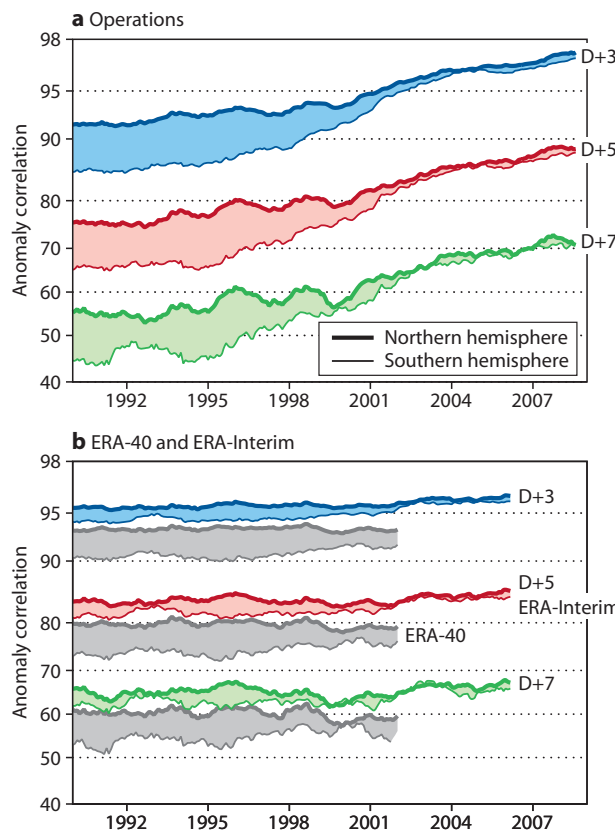 a Operations
98
95
90
80
70
60
50
40
Anomaly correlation
D+3
D+5
D+7
Northern hemisphere
Southern hemisphere
1992 1995 1998 2001 2004 2007
b ERA-40 and ERA-Interim
98
95
90
80
70
60
50
40
Anomaly correlation
D+3
D+5
ERA-Interim
ERA-40
D+7
1992 1995 1998 2001 2004 2007